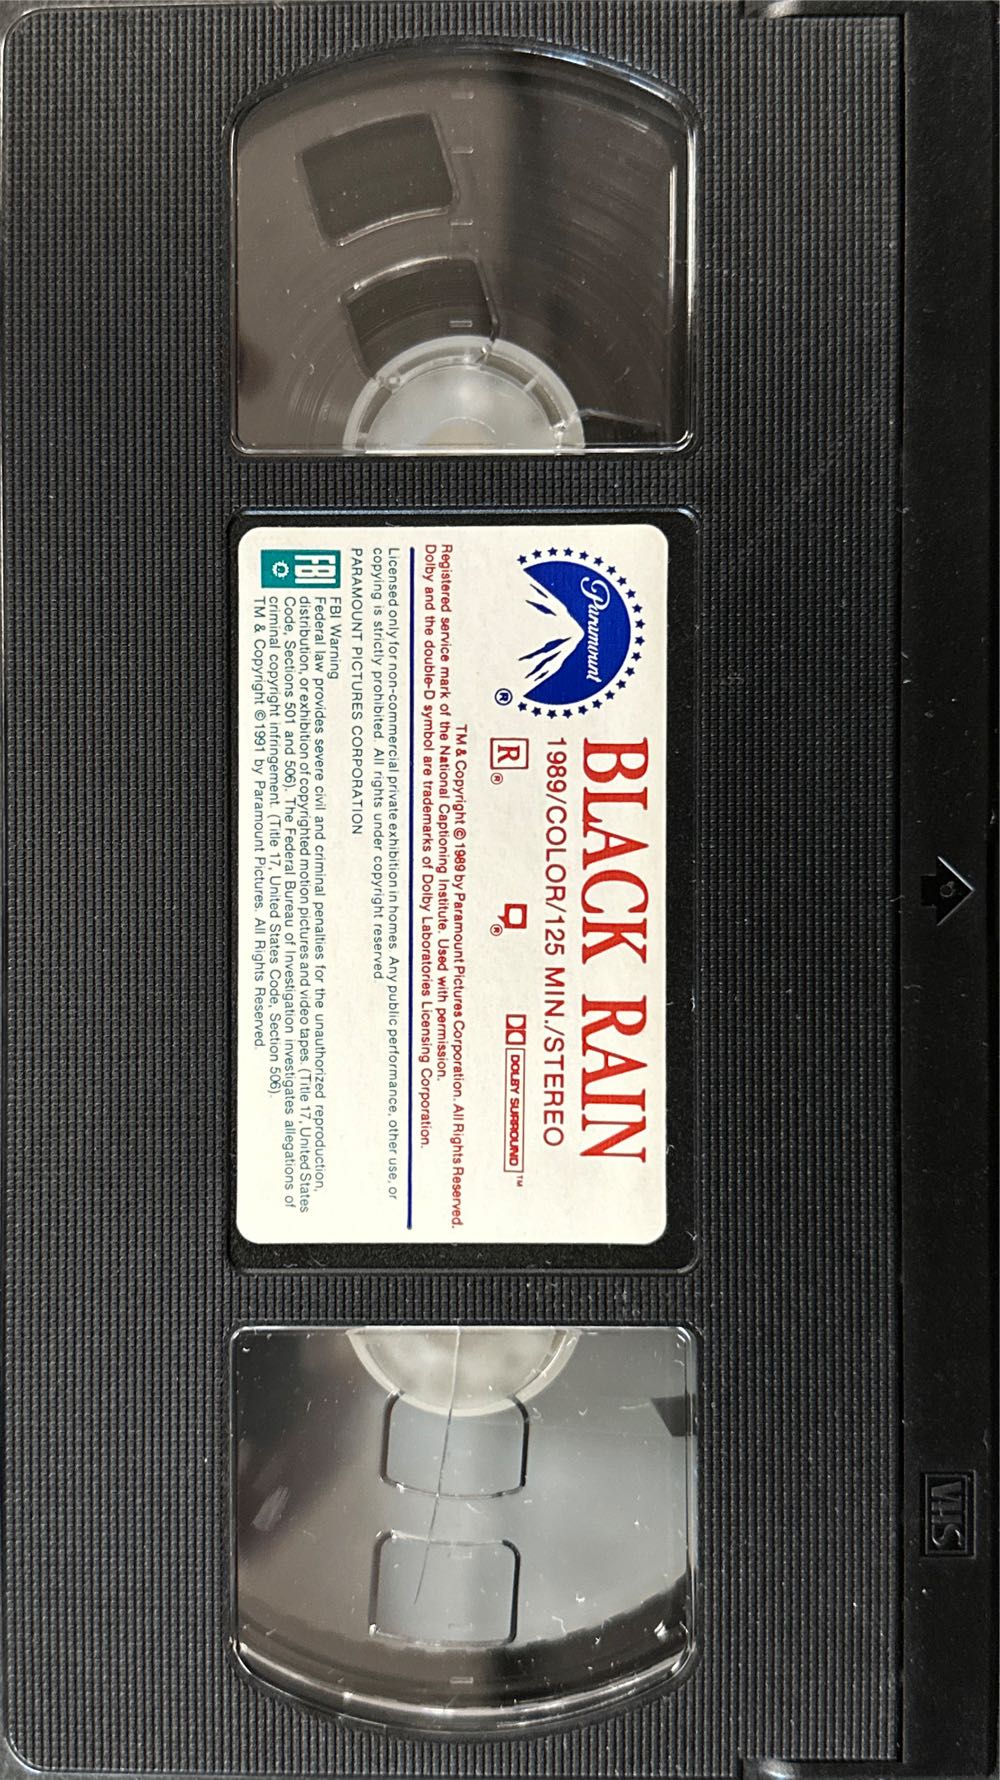 Paramount
®
BLACK RAIN
1989/COLOR/125 MIN./STEREO
R ® ® DOLBY SURROUND ™
TM & Copyright © 1989 by Paramount Pictures Corporation. All Rights Reserved.
Registered service mark of the National Captioning Institute. Used with permission.
Dolby and the double-D symbol are trademarks of Dolby Laboratories Licensing Corporation.
Licensed only for non-commercial private exhibition in homes. Any public performance, other use, or
copying is strictly prohibited. All rights under copyright reserved.
PARAMOUNT PICTURES CORPORATION
FBI
FBI Warning
Federal law provides severe civil and criminal penalties for the unauthorized reproduction,
distribution, or exhibition of copyrighted motion pictures and video tapes. (Title 17, United States
Code, Sections 501 and 506). The Federal Bureau of Investigation investigates allegations of
criminal copyright infringement. (Title 17, United States Code, Section 506).
TM & Copyright © 1991 by Paramount Pictures. All Rights Reserved.
VHS